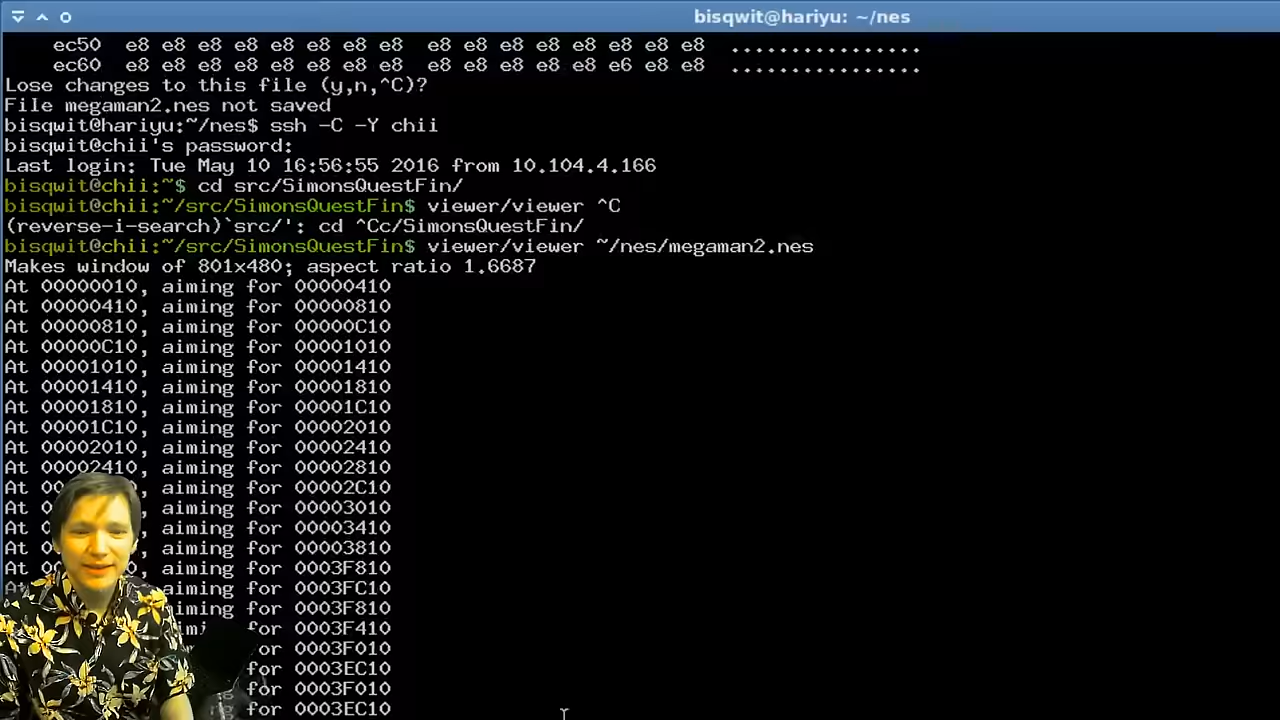 bisqwit@hariyu: ~/nes
ec50 e8 e8 e8 e8 e8 e8 e8 e8 e8 e8 e8 e8 e8 e8 e8 e8 ................
ec60 e8 e8 e8 e8 e8 e8 e8 e8 e8 e8 e8 e8 e8 e6 e8 e8 ................
Lose changes to this file (y,n,^C)?
File megaman2.nes not saved
bisqwit@hariyu:~/nes$ ssh -C -Y chii
bisqwit@chii's password:
Last login: Tue May 10 16:56:55 2016 from 10.104.4.166
bisqwit@chii:~$ cd src/SimonsQuestFin/
bisqwit@chii:~/src/SimonsQuestFin$ viewer/viewer ^C
(reverse-i-search)`src/': cd ^Cc/SimonsQuestFin/
bisqwit@chii:~/src/SimonsQuestFin$ viewer/viewer ~/nes/megaman2.nes
Makes window of 801x480; aspect ratio 1.6687
At 00000010, aiming for 00000410
At 00000410, aiming for 00000810
At 00000810, aiming for 00000C10
At 00000C10, aiming for 00001010
At 00001010, aiming for 00001410
At 00001410, aiming for 00001810
At 00001810, aiming for 00001C10
At 00001C10, aiming for 00002010
At 00002010, aiming for 00002410
At 00002410, aiming for 00002810
At aiming for 00002C10
At aiming for 00003010
At aiming for 00003410
At aiming for 00003810
At aiming for 0003F810
At aiming for 0003FC10
aiming for 0003F810
for 0003F410
for 0003F010
for 0003EC10
for 0003F010
for 0003EC10